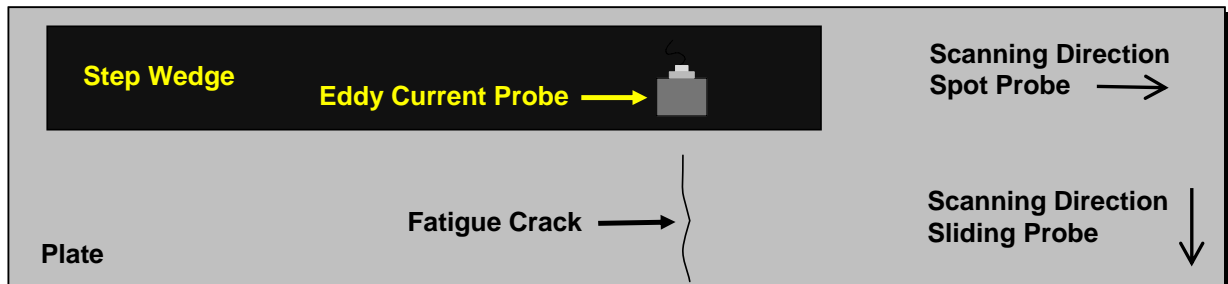 Step Wedge
Eddy Current Probe
Scanning Direction
Spot Probe
Fatigue Crack
Scanning Direction
Sliding Probe
Plate